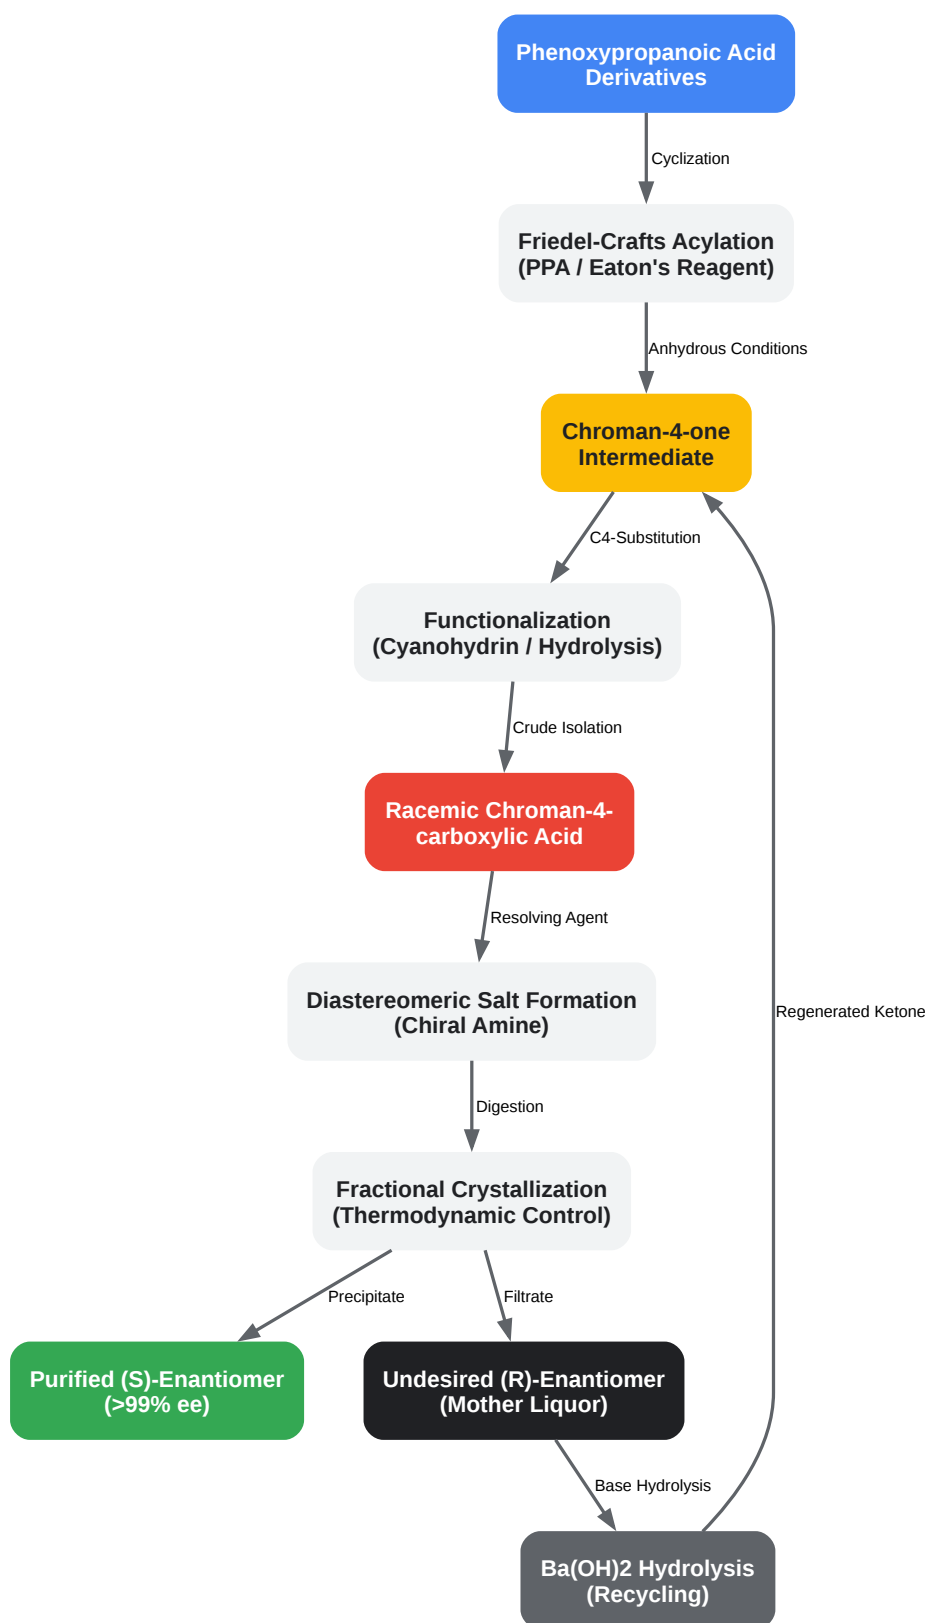 Phenoxypropanoic Acid
Derivatives
Cyclization
Friedel-Crafts Acylation
(PPA / Eaton's Reagent)
Anhydrous Conditions
Chroman-4-one
Intermediate
C4-Substitution
Functionalization
(Cyanohydrin / Hydrolysis)
Crude Isolation
Racemic Chroman-4-
carboxylic Acid
Resolving Agent
Diastereomeric Salt Formation
(Chiral Amine)
Regenerated Ketone
Digestion
Fractional Crystallization
(Thermodynamic Control)
Precipitate
Filtrate
Purified (S)-Enantiomer
(>99% ee)
Undesired (R)-Enantiomer
(Mother Liquor)
Base Hydrolysis
Ba(OH)2 Hydrolysis
(Recycling)